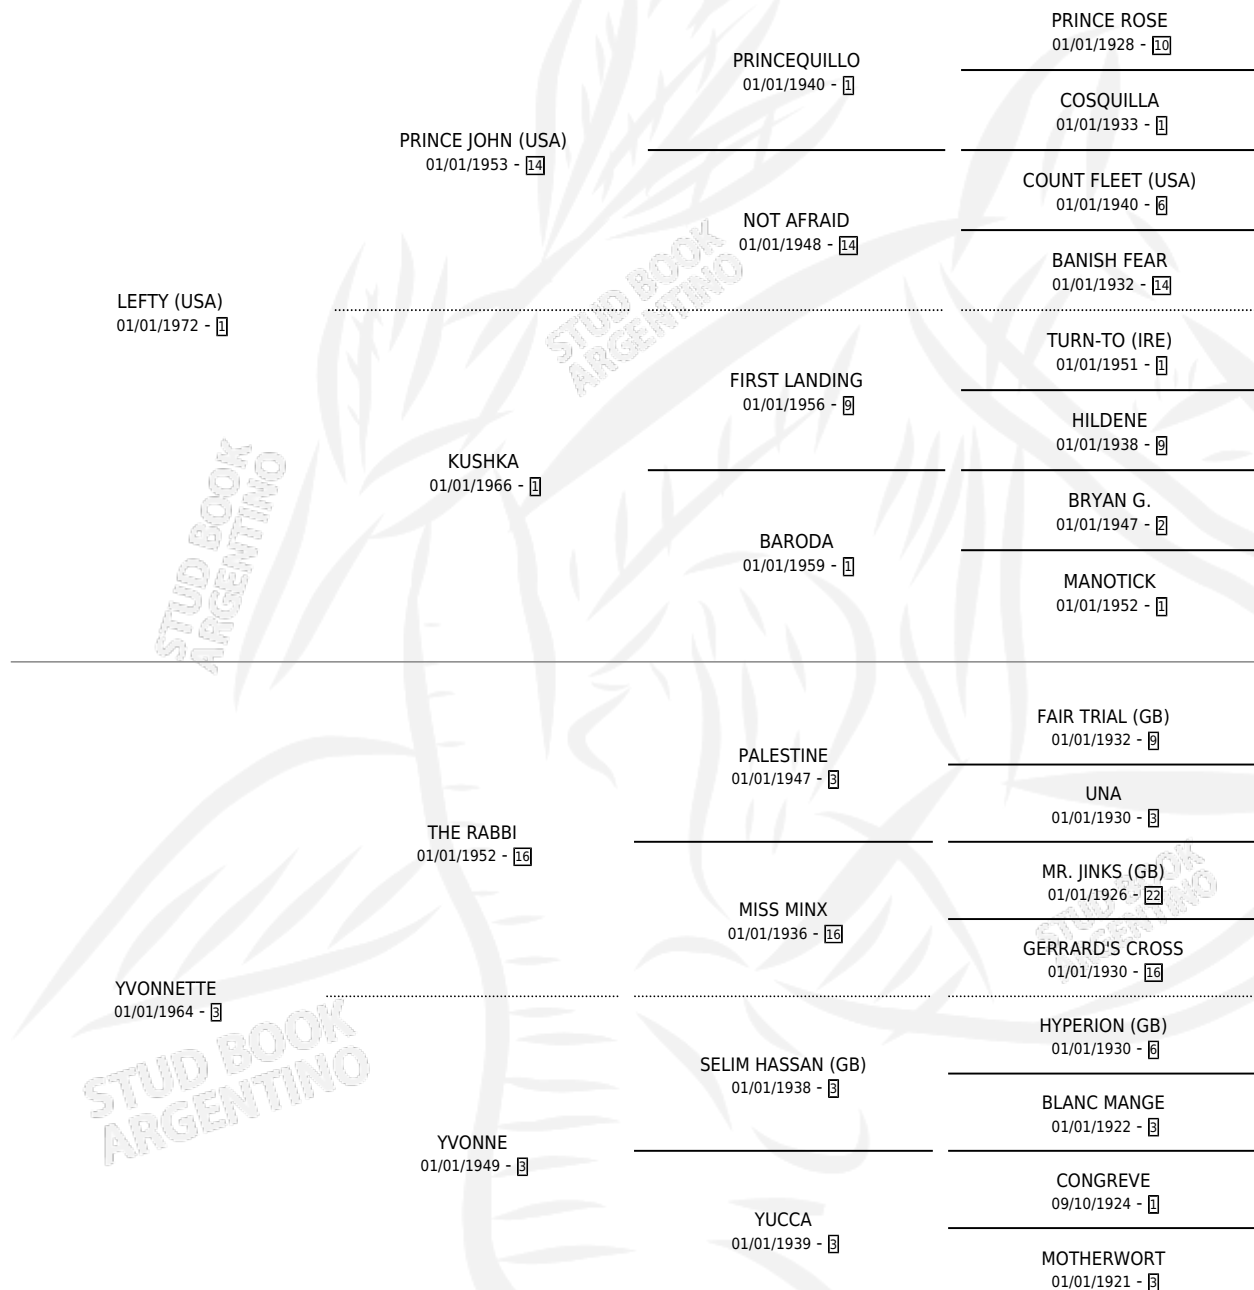 PRINCE ROSE
01/01/1928 - 10
PRINCEQUILLO
01/01/1940 - 1
COSQUILLA
01/01/1933 - 1
PRINCE JOHN (USA)
01/01/1953 - 14
COUNT FLEET (USA)
01/01/1940 - 6
NOT AFRAID
01/01/1948 - 14
BANISH FEAR
01/01/1932 - 14
LEFTY (USA)
01/01/1972 - 1
TURN-TO (IRE)
01/01/1951 - 1
FIRST LANDING
01/01/1956 - 9
HILDENE
01/01/1938 - 9
KUSHKA
01/01/1966 - 1
BRYAN G.
01/01/1947 - 2
BARODA
01/01/1959 - 1
MANOTICK
01/01/1952 - 1
FAIR TRIAL (GB)
01/01/1932 - 9
PALESTINE
01/01/1947 - 3
UNA
01/01/1930 - 3
THE RABBI
01/01/1952 - 16
MR. JINKS (GB)
01/01/1926 - 22
MISS MINX
01/01/1936 - 16
GERRARD'S CROSS
01/01/1930 - 16
YVONNETTE
01/01/1964 - 3
HYPERION (GB)
01/01/1930 - 6
SELIM HASSAN (GB)
01/01/1938 - 3
BLANC MANGE
01/01/1922 - 3
YVONNE
01/01/1949 - 3
CONGREVE
09/10/1924 - 1
YUCCA
01/01/1939 - 3
MOTHERWORT
01/01/1921 - 3
STUD BOOK
ARGENTINO
STUD BOOK
ARGENTINO
STUD BOOK
ARGENTINO
STUD BOOK
ARGENTINO